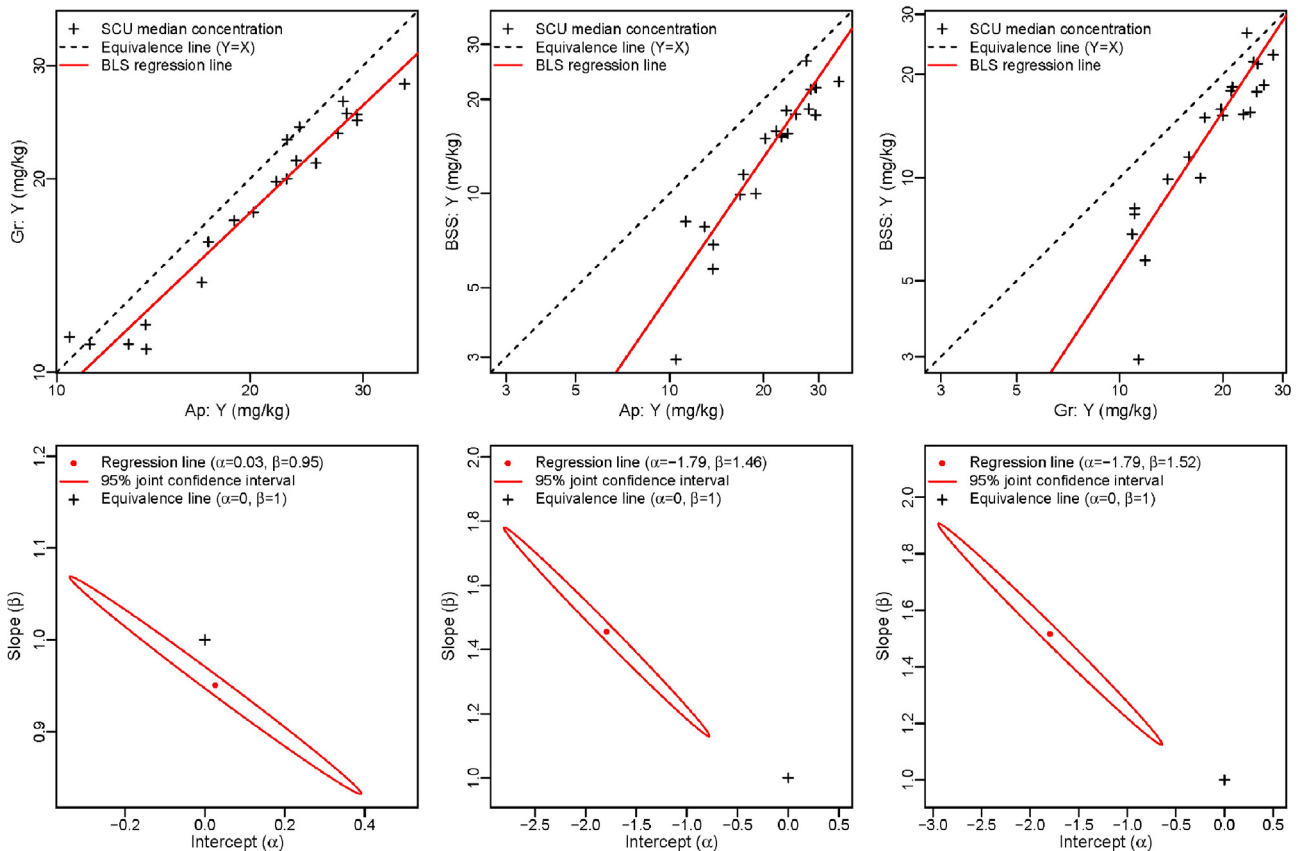 SCU median concentration
Equivalence line (Y=X)
BLS regression line
30
20
10
Gr: Y (mg/kg)
10
20
30
Ap: Y (mg/kg)
SCU median concentration
Equivalence line (Y=X)
BLS regression line
30
20
10
5
3
BSS: Y (mg/kg)
3
5
10
20
30
Ap: Y (mg/kg)
SCU median concentration
Equivalence line (Y=X)
BLS regression line
30
20
10
5
3
BSS: Y (mg/kg)
3
5
10
20
30
Gr: Y (mg/kg)
Regression line (α=0.03, β=0.95)
95% joint confidence interval
Equivalence line (α=0, β=1)
1.2
1.1
1.0
0.9
Slope (β)
−0.2
0.0
0.2
0.4
Intercept (α)
Regression line (α=−1.79, β=1.46)
95% joint confidence interval
Equivalence line (α=0, β=1)
2.0
1.8
1.6
1.4
1.2
1.0
Slope (β)
−2.5
−2.0
−1.5
−1.0
−0.5
0.0
0.5
Intercept (α)
Regression line (α=−1.79, β=1.52)
95% joint confidence interval
Equivalence line (α=0, β=1)
2.0
1.8
1.6
1.4
1.2
1.0
Slope (β)
−3.0
−2.5
−2.0
−1.5
−1.0
−0.5
0.0
0.5
Intercept (α)